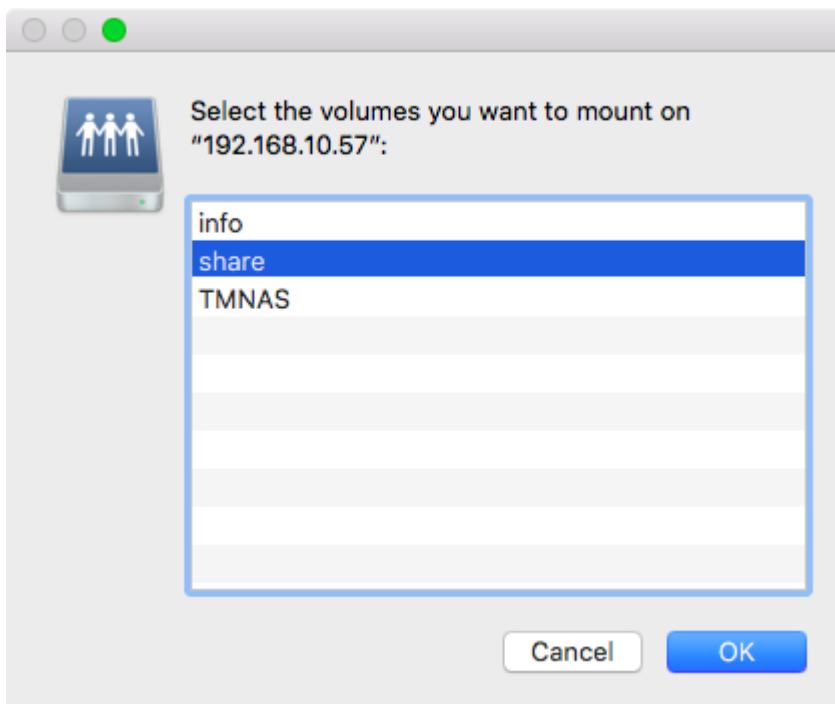 Select the volumes you want to mount on
"192.168.10.57":
info
share
TMNAS
Cancel
OK